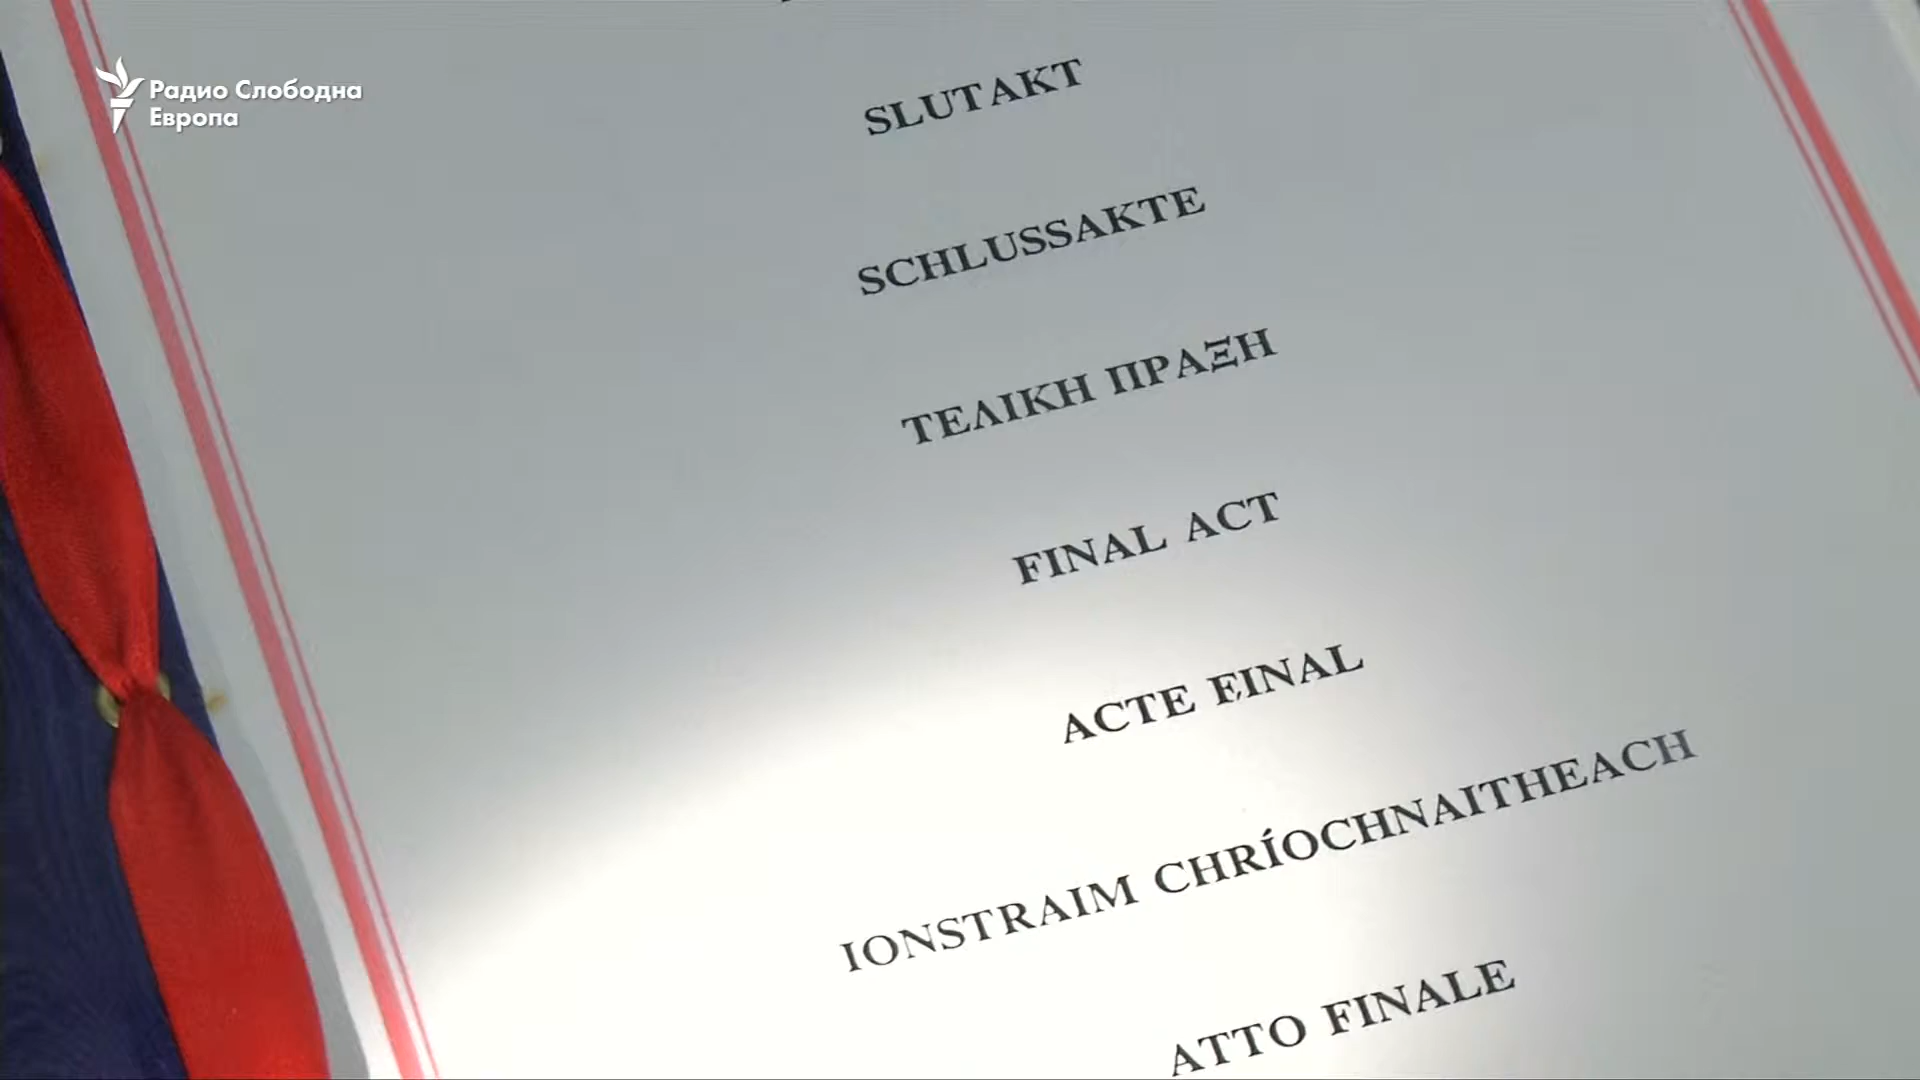 Радио Слободна
Европа
SLUTAKT
SCHLUSSAKTE
ΤΕΛΙΚΗ ΠΡΑΞΗ
FINAL ACT
ACTE FINAL
IONSTRAIM CHRÍOCHNAITHEACH
ATTO FINALE